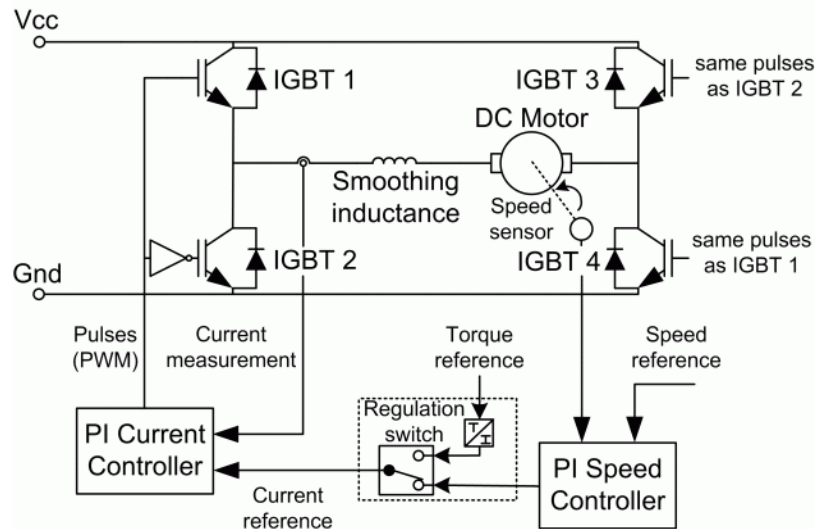 Vcc
IGBT 1
IGBT 3
same pulses
as IGBT 2
DC Motor
Smoothing
inductance
Speed
sensor
IGBT 2
IGBT 4
same pulses
as IGBT 1
Gnd
Pulses
(PWM)
Current
measurement
Torque
reference
Speed
reference
Regulation
switch
T
I
PI Current
Controller
PI Speed
Controller
Current
reference